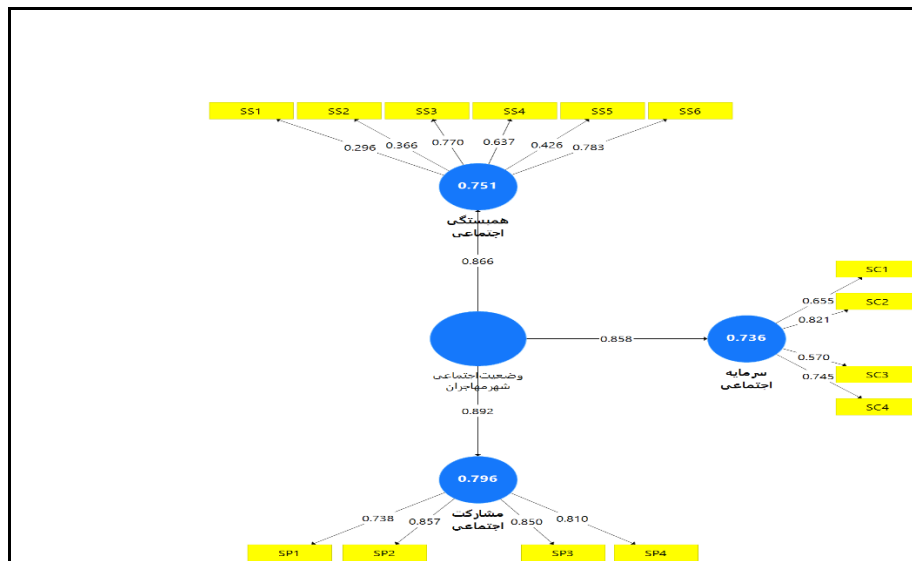 SS1 SS2 SS3 SS4 SS5 SS6
0.296 0.366 0.770 0.637 0.426 0.783
0.751
همبستگی
اجتماعی
0.866
SC1
0.655
SC2
0.821
0.858
0.736
0.570
سرمایه
اجتماعی
SC3
0.745
SC4
وضعیت اجتماعی
شهر مهاجران
0.892
0.796
مشارکت
اجتماعی
0.738 0.857 0.850 0.810
SP1 SP2 SP3 SP4